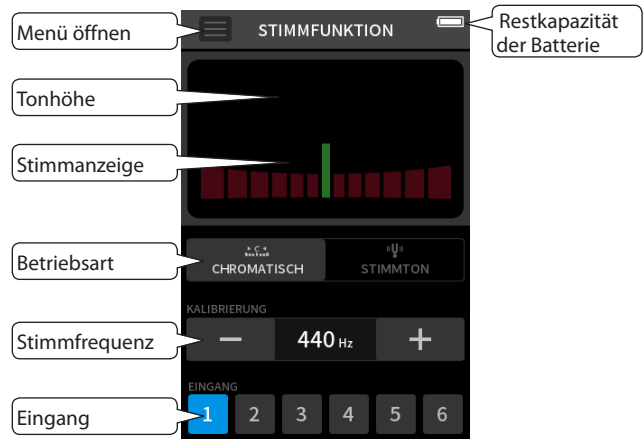 Menü öffnen
STIMMFUNKTION
Restkapazität
der Batterie
Tonhöhe
Stimmanzeige
C
Betriebsart
CHROMATISCH
STIMMTON
KALIBRIERUNG
Stimmfrequenz
− 440 Hz +
EINGANG
Eingang
1 2 3 4 5 6